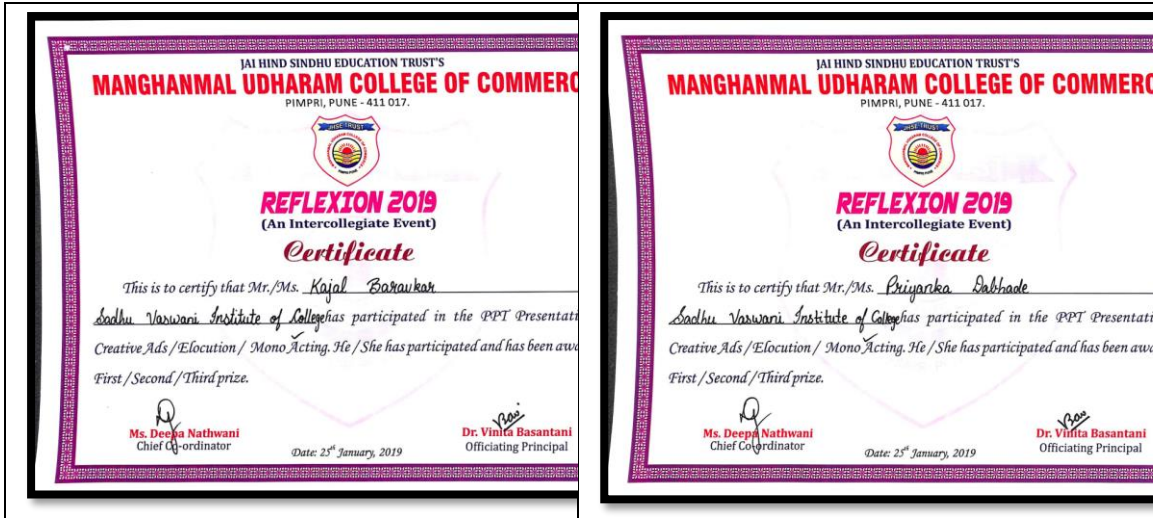 JAI HIND SINDHU EDUCATION TRUST'S
MANGHANMAL UDHARAM COLLEGE OF COMMERC
PIMPRI, PUNE - 411 017.
JHSE TRUST
REFLEXION 2019
(An Intercollegiate Event)
Certificate
This is to certify that Mr./Ms. Kajal Baravkar
Sadhu Vaswani Institute of College has participated in the PPT Presentati
Creative Ads / Elocution / Mono Acting. He / She has participated and has been awa
First / Second / Third prize.
Ms. Deepa Nathwani
Chief Co-ordinator
Date: 25st January, 2019
Dr. Vinita Basantani
Officiating Principal
JAI HIND SINDHU EDUCATION TRUST'S
MANGHANMAL UDHARAM COLLEGE OF COMMERC
PIMPRI, PUNE - 411 017.
JHSE TRUST
REFLEXION 2019
(An Intercollegiate Event)
Certificate
This is to certify that Mr./Ms. Priyanka Dabhade
Sadhu Vaswani Institute of College has participated in the PPT Presentati
Creative Ads / Elocution / Mono Acting. He / She has participated and has been awa
First / Second / Third prize.
Ms. Deepa Nathwani
Chief Co-ordinator
Date: 25st January, 2019
Dr. Vinita Basantani
Officiating Principal